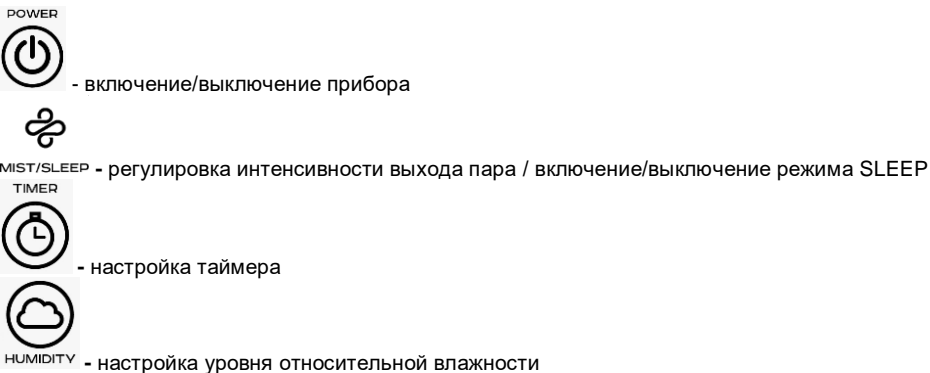 POWER
- включение/выключение прибора
MIST/SLEEP - регулировка интенсивности выхода пара / включение/выключение режима SLEEP
TIMER
- настройка таймера
HUMIDITY - настройка уровня относительной влажности